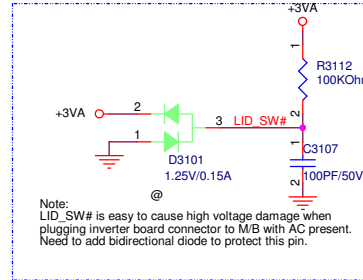 +3VA
1
R3112
100KOh
2
+3VA
2
3
LID_SW#
1
D3101
1.25V/0.15A
1
C3107
100PF/50V
2
@
Note:
LID_SW# is easy to cause high voltage damage when
plugging inverter board connector to M/B with AC present.
Need to add bidirectional diode to protect this pin.